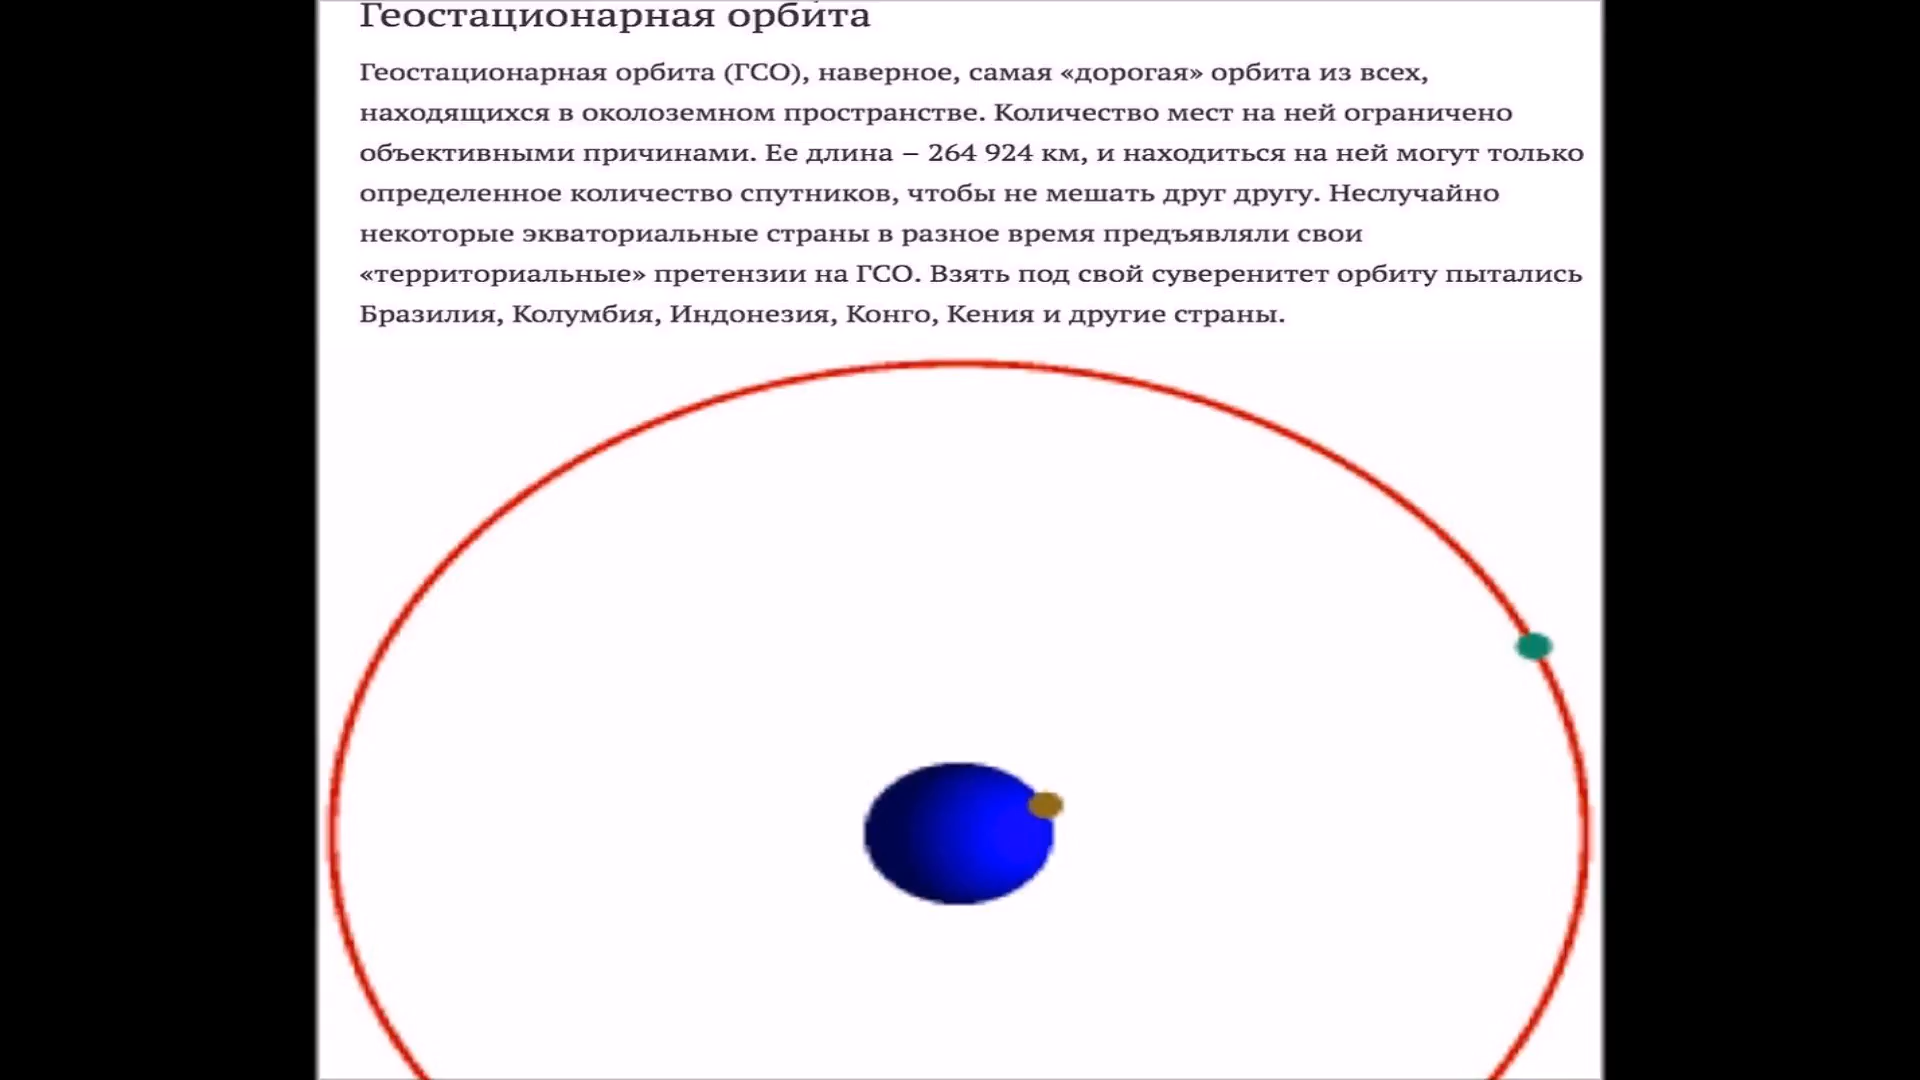 Геостационарная орбита
Геостационарная орбита (ГСО), наверное, самая «дорогая» орбита из всех,
находящихся в околоземном пространстве. Количество мест на ней ограничено
объективными причинами. Ее длина – 264 924 км, и находиться на ней могут только
определенное количество спутников, чтобы не мешать друг другу. Неслучайно
некоторые экваториальные страны в разное время предъявляли свои
«территориальные» претензии на ГСО. Взять под свой суверенитет орбиту пытались
Бразилия, Колумбия, Индонезия, Конго, Кения и другие страны.